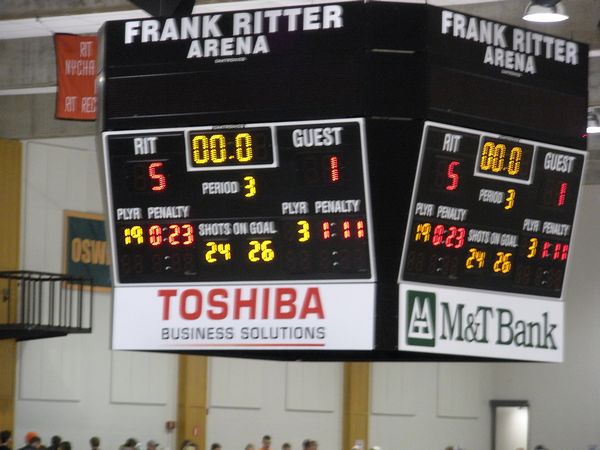 FRANK RITTER
ARENA
DAKTRONICS
RIT 00.0 GUEST
5 1
PERIOD 3
PLYR PENALTY SHOTS ON GOAL PLYR PENALTY
19 0:23 24 26 3 1:11
TOSHIBA
BUSINESS SOLUTIONS
FRANK RITTER
ARENA
RIT 00.0 GUEST
5 1
PERIOD 3
PLYR PENALTY SHOTS ON GOAL PLYR PENALTY
19 0:23 24 26 3 1:11
M&T Bank
RIT
NYCHA
RIT REC
OSW